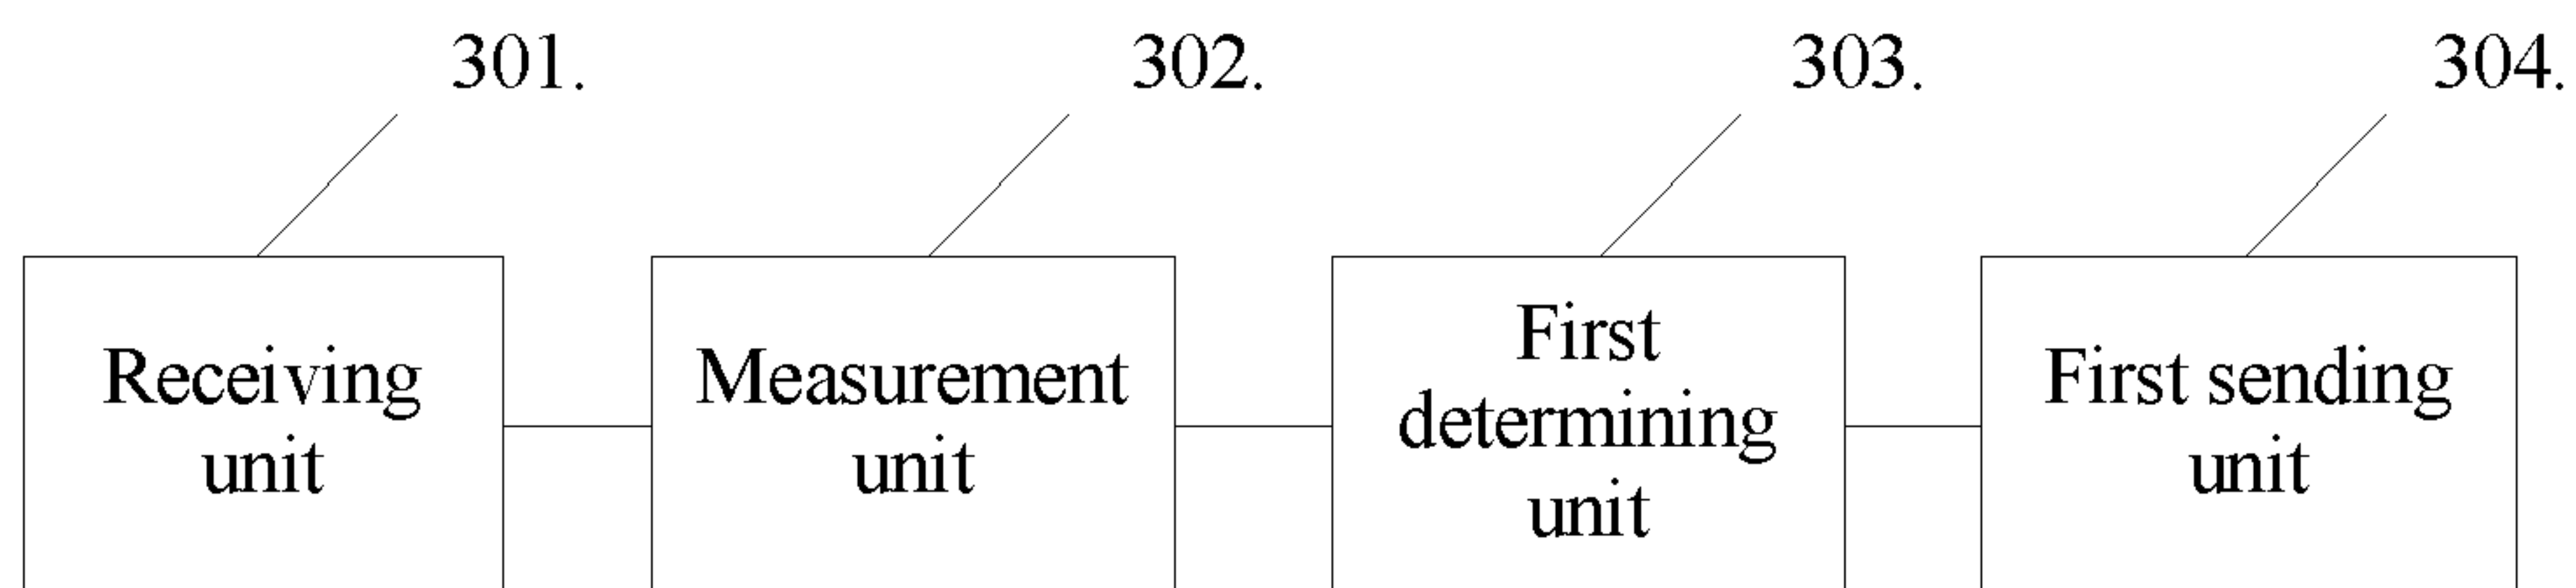 301.
302.
303.
304.
Receiving
unit
Measurement
unit
First
determining
unit
First sending
unit